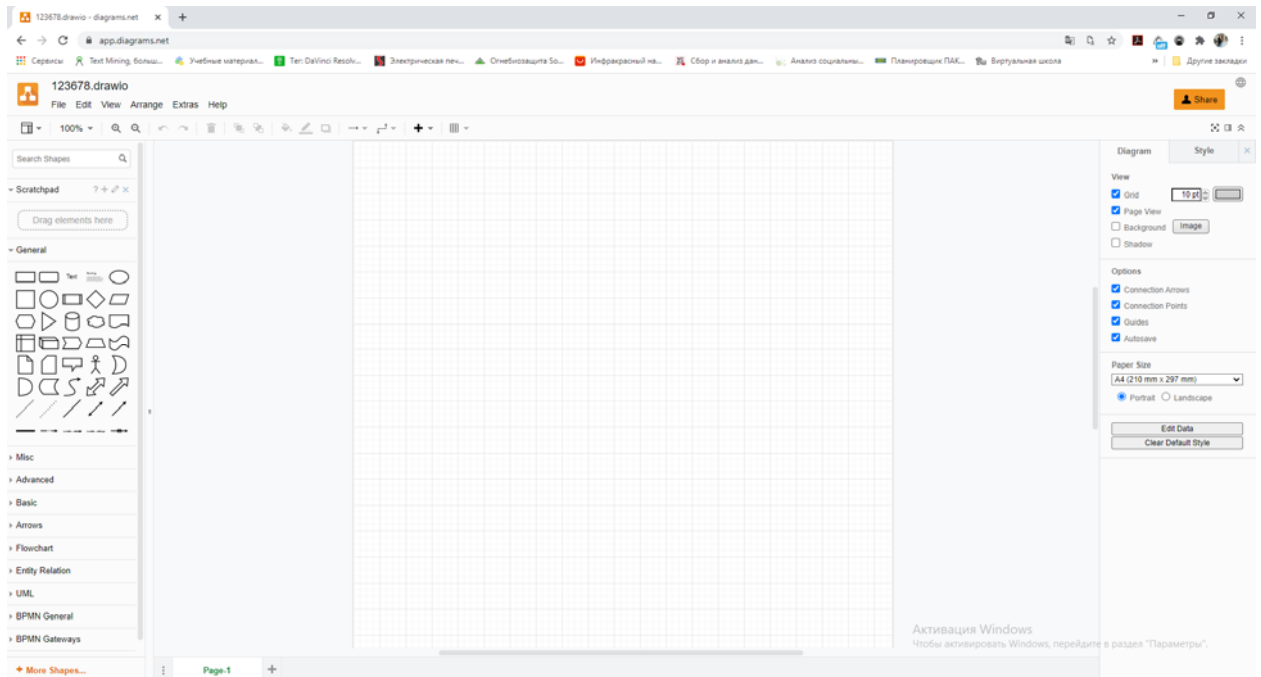 123678.drawio - diagrams.net
app.diagrams.net
Сервисы Text Mining, больш... Учебные материал... Ter: DaVinci Resolv... Электрическая печ... Огнебиозащита So... Инфракрасный на... Сбор и анализ дан... Анализ социальны... Планировщик ПАК... Виртуальная школа » Другие закладки
123678.drawio
File Edit View Arrange Extras Help
Share
100%
Search Shapes
Scratchpad
Drag elements here
General
Text
Misc
Advanced
Basic
Arrows
Flowchart
Entity Relation
UML
BPMN General
BPMN Gateways
+ More Shapes...
Page-1
Diagram Style
View
Grid 10 pt
Page View
Background Image
Shadow
Options
Connection Arrows
Connection Points
Guides
Autosave
Paper Size
A4 (210 mm x 297 mm)
Portrait Landscape
Edit Data
Clear Default Style
Активация Windows
Чтобы активировать Windows, перейдите в раздел "Параметры".